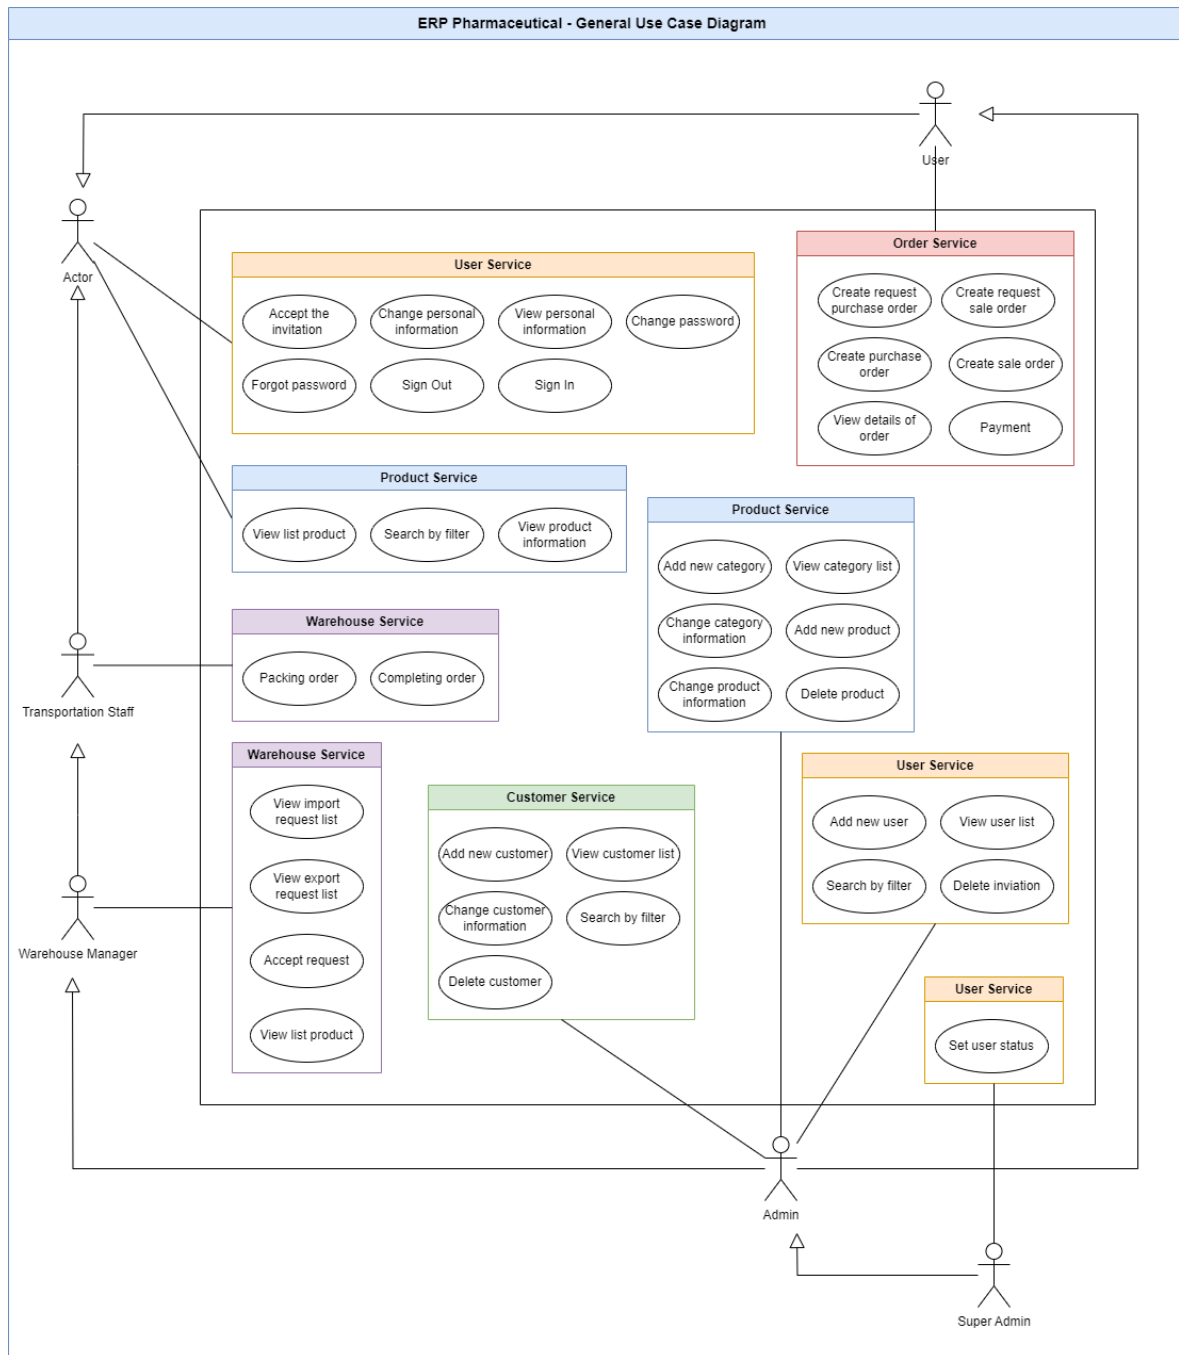 ERP Pharmaceutical - General Use Case Diagram
User
Actor
Order Service
Create request
purchase order
Create request
sale order
Create purchase
order
Create sale order
View details of
order
Payment
User Service
Accept the
invitation
Change personal
information
View personal
information
Change password
Forgot password
Sign Out
Sign In
Product Service
View list product
Search by filter
View product
information
Product Service
Add new category
View category list
Change category
information
Add new product
Change product
information
Delete product
Warehouse Service
Packing order
Completing order
Transportation Staff
Warehouse Service
View import
request list
View export
request list
Accept request
View list product
Warehouse Manager
Customer Service
Add new customer
View customer list
Change customer
information
Search by filter
Delete customer
User Service
Add new user
View user list
Search by filter
Delete inviation
User Service
Set user status
Admin
Super Admin